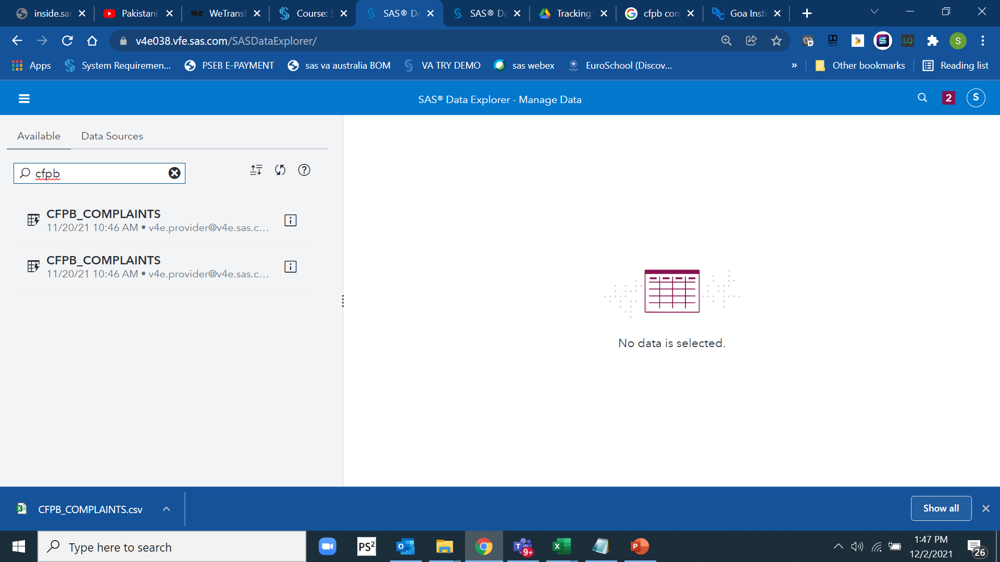 inside.sa
Pakistani
WeTransf
Course: S
SAS® Da
SAS® Da
Tracking
cfpb com
Goa Insti
v4e038.vfe.sas.com/SASDataExplorer/
S
LQ
S
Apps
System Requiremen...
PSEB E-PAYMENT
sas va australia BOM
VA TRY DEMO
sas webex
EuroSchool (Discov...
»
Other bookmarks
Reading list
SAS® Data Explorer - Manage Data
2
S
Available
Data Sources
cfpb
CFPB_COMPLAINTS
11/20/21 10:46 AM • v4e.provider@v4e.sas.c...
CFPB_COMPLAINTS
11/20/21 10:46 AM • v4e.provider@v4e.sas.c...
No data is selected.
CFPB_COMPLAINTS.csv
Show all
Type here to search
PS²
9+
1:47 PM
12/2/2021
26